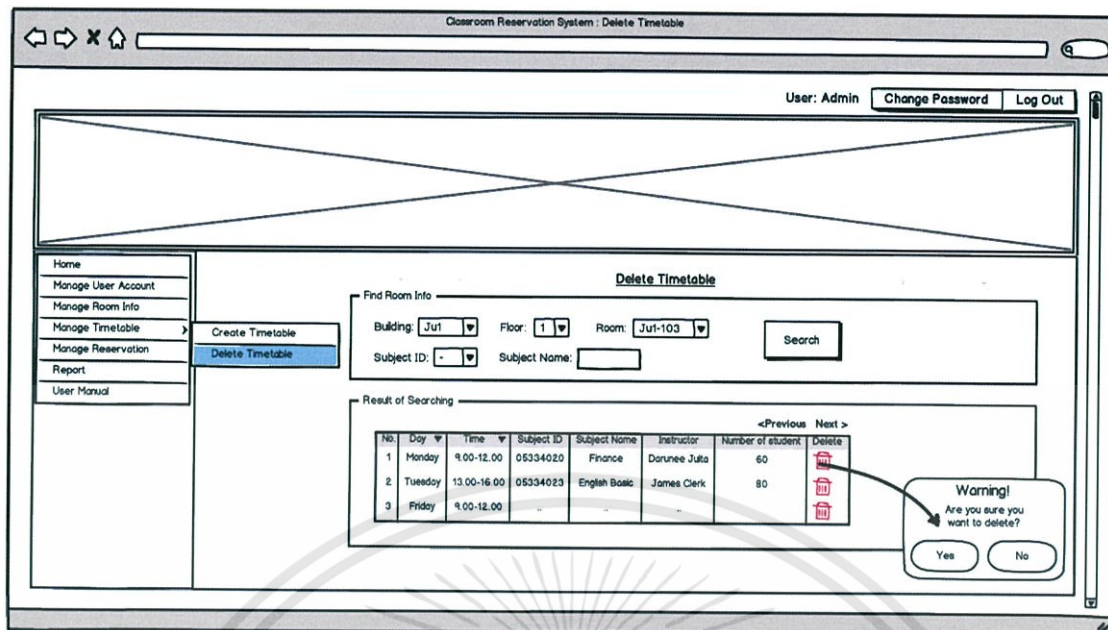 Classroom Reservation System : Delete Timetable
User: Admin Change Password Log Out
Home
Manage User Account
Manage Room Info
Manage Timetable >
Manage Reservation
Report
User Manual
Create Timetable
Delete Timetable
Delete Timetable
Find Room Info
Building: Ju1 Floor: 1 Room: Ju1-103 Search
Subject ID: - Subject Name:
Result of Searching
<Previous Next >
No. Day Time Subject ID Subject Name Instructor Number of student Delete
1 Monday 9.00-12.00 05334020 Finance Darunee Julta 60
2 Tuesday 13.00-16.00 05334023 English Basic James Clerk 80
3 Friday 9.00-12.00 .. .. ..
Warning!
Are you sure you
want to delete?
Yes No